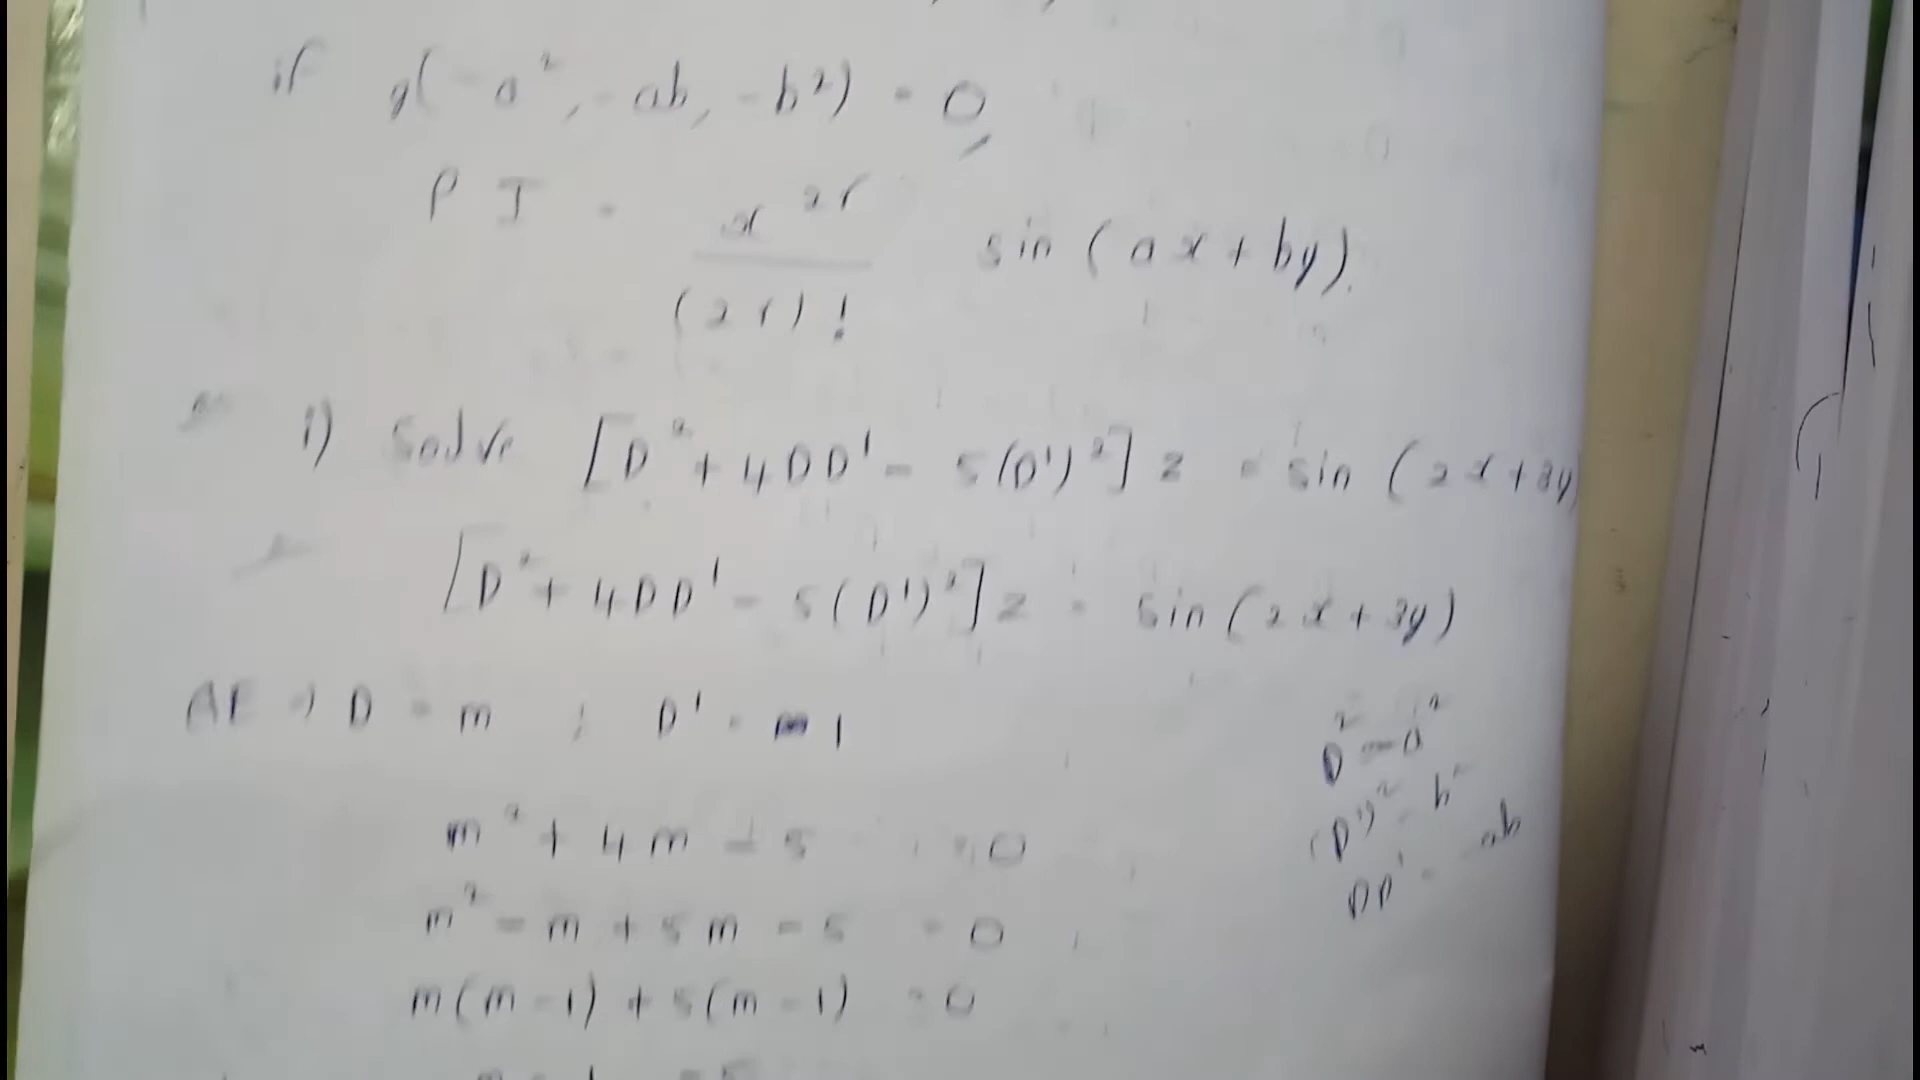 if g(-a², -ab, -b²) = 0,
P I = x^2r / (2r)! sin (ax + by).
i) Solve [D² + 4DD' - 5(D')²] z = sin (2x + 3y)
[D² + 4DD' - 5(D')²] z = sin (2x + 3y)
AE ⇒ D = m ; D' = 1
D² = -a²
(D')² = -b²
DD' = -ab
m² + 4m - 5 = 0
m² - m + 5m - 5 = 0
m(m - 1) + 5(m - 1) = 0